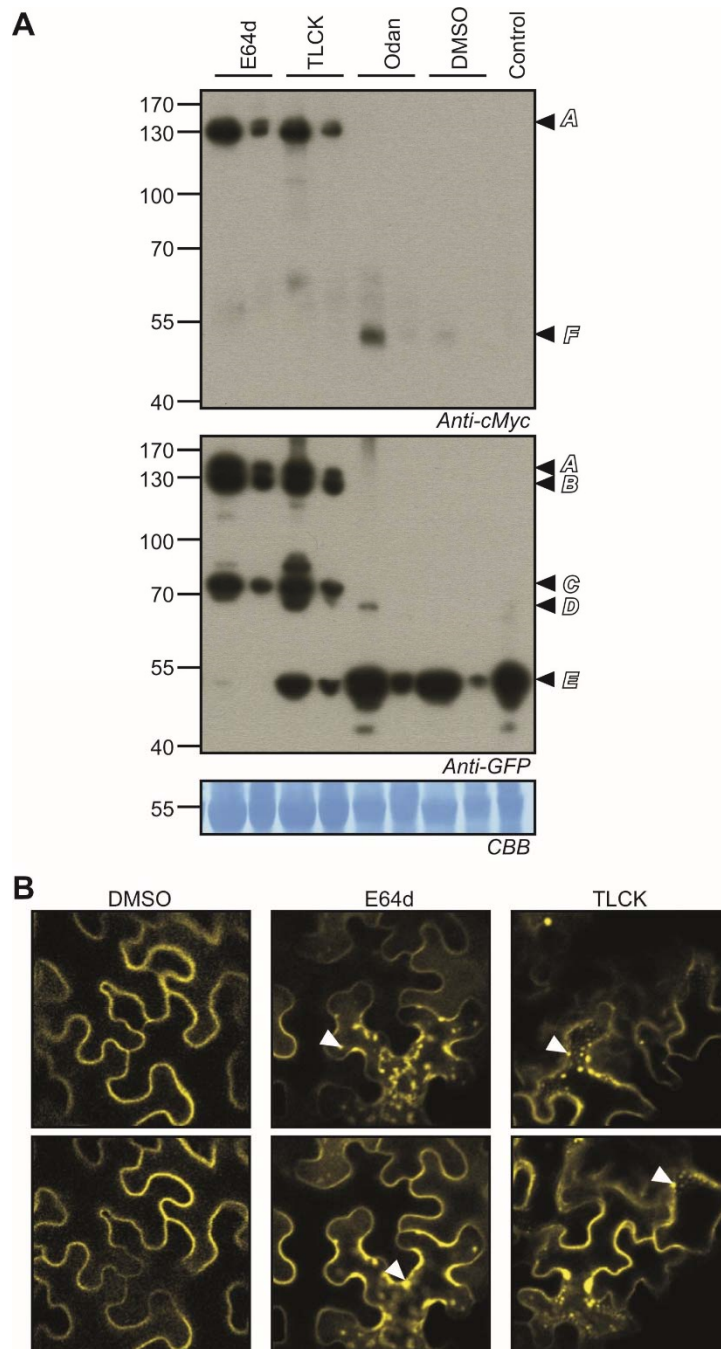 A
E64d TLCK Odan DMSO Control
170
130
100
70
55
40
A
F
Anti-cMyc
170
130
100
70
55
40
A
B
C
D
E
Anti-GFP
55
CBB
B
DMSO E64d TLCK